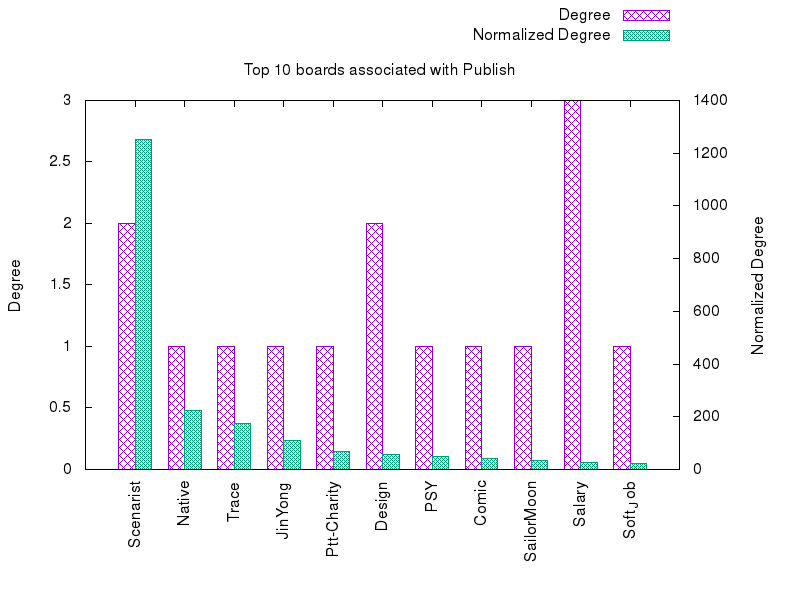 Degree
Normalized Degree
Top 10 boards associated with Publish
3
2.5
2
1.5
1
0.5
0
Degree
1400
1200
1000
800
600
400
200
0
Normalized Degree
Scenarist
Native
Trace
JinYong
Ptt-Charity
Design
PSY
Comic
SailorMoon
Salary
SoftJob